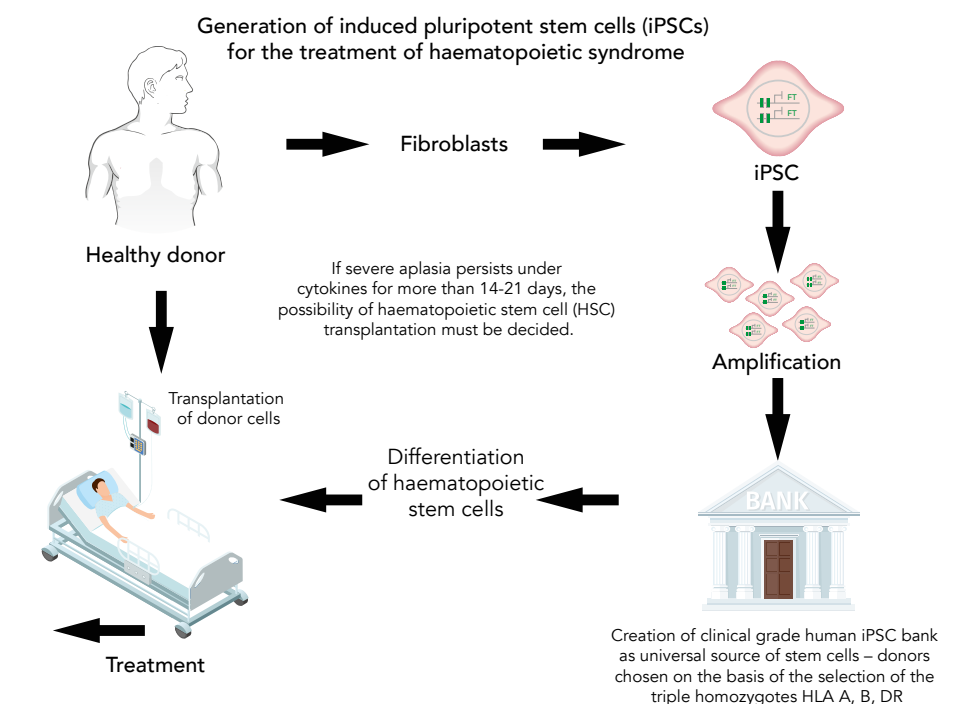 Generation of induced pluripotent stem cells (iPSCs)
for the treatment of haematopoietic syndrome
Healthy donor
Fibroblasts
FT
FT
iPSC
If severe aplasia persists under
cytokines for more than 14-21 days, the
possibility of haematopoietic stem cell (HSC)
transplantation must be decided.
Amplification
Transplantation
of donor cells
Differentiation
of haematopoietic
stem cells
BANK
Creation of clinical grade human iPSC bank
as universal source of stem cells – donors
chosen on the basis of the selection of the
triple homozygotes HLA A, B, DR
Treatment